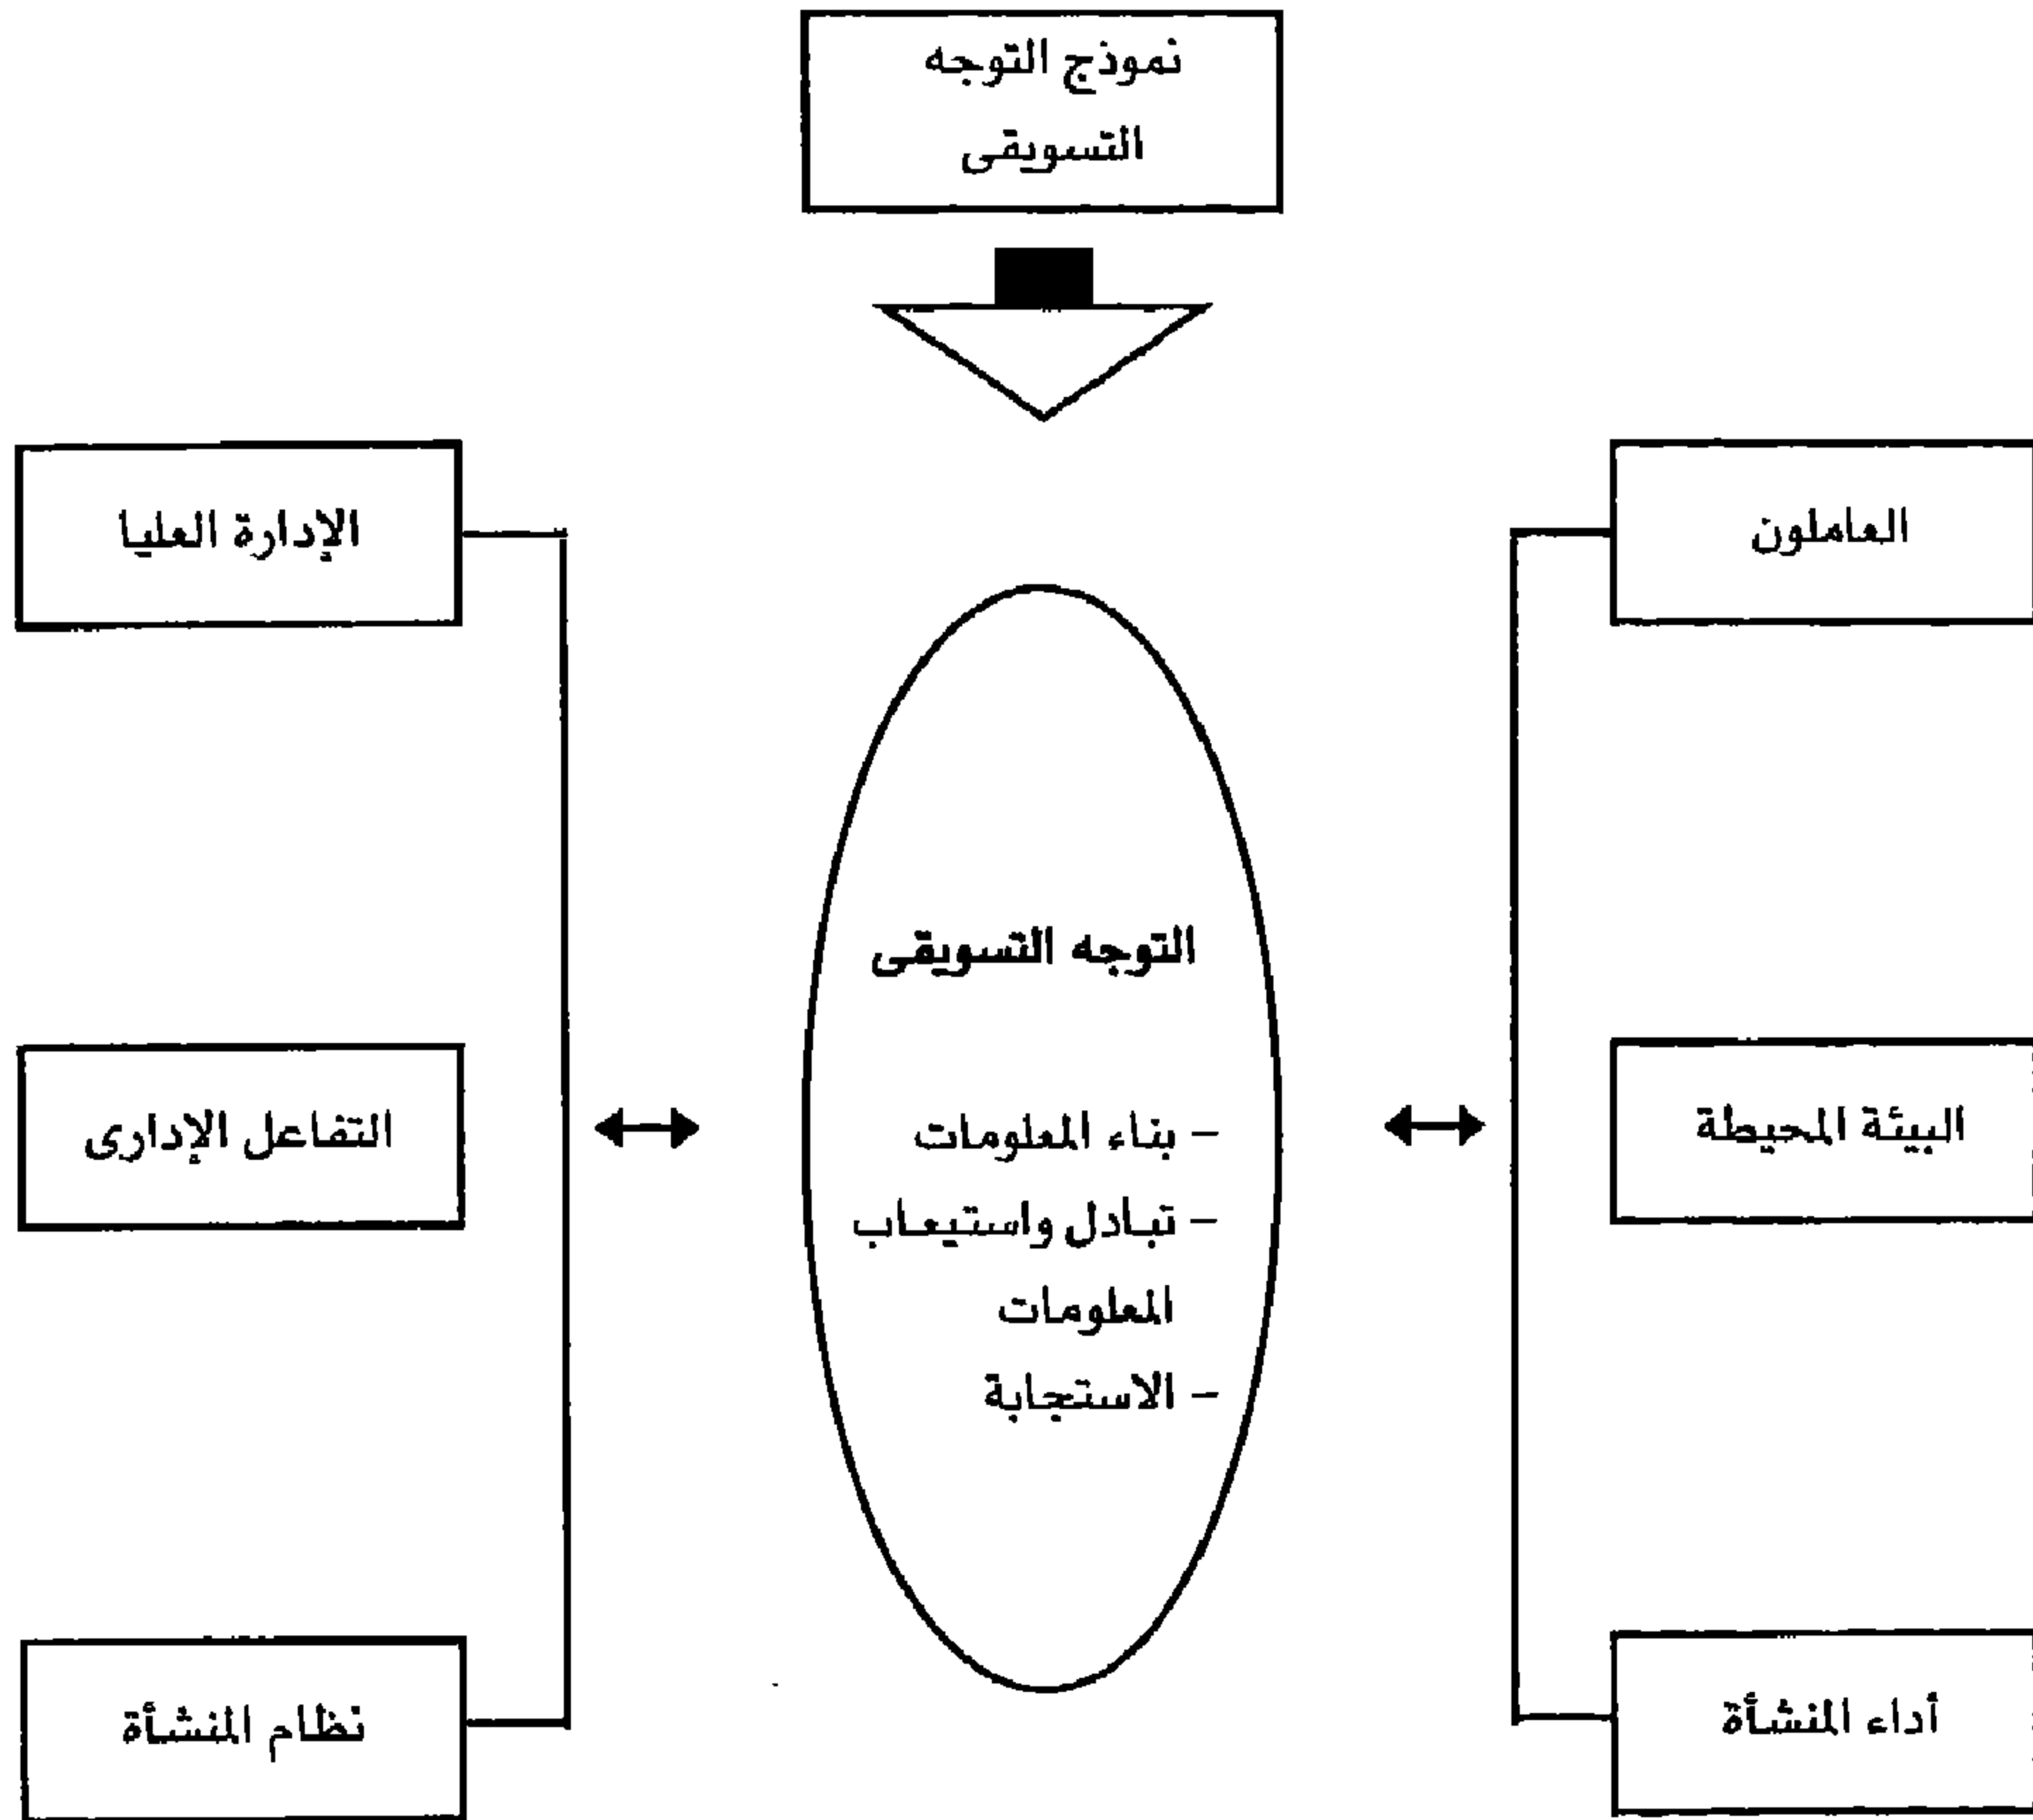 نموذج التوجه
التسويقى
العاملون
الإدارة العليا
التوجه التسويقى
البيئة المحيطة
– بناء المعلومات
– تبادل واستيعاب
المعلومات
– الاستجابة
التفاعل الإدارى
أداء المنشأة
نظام المنشأة